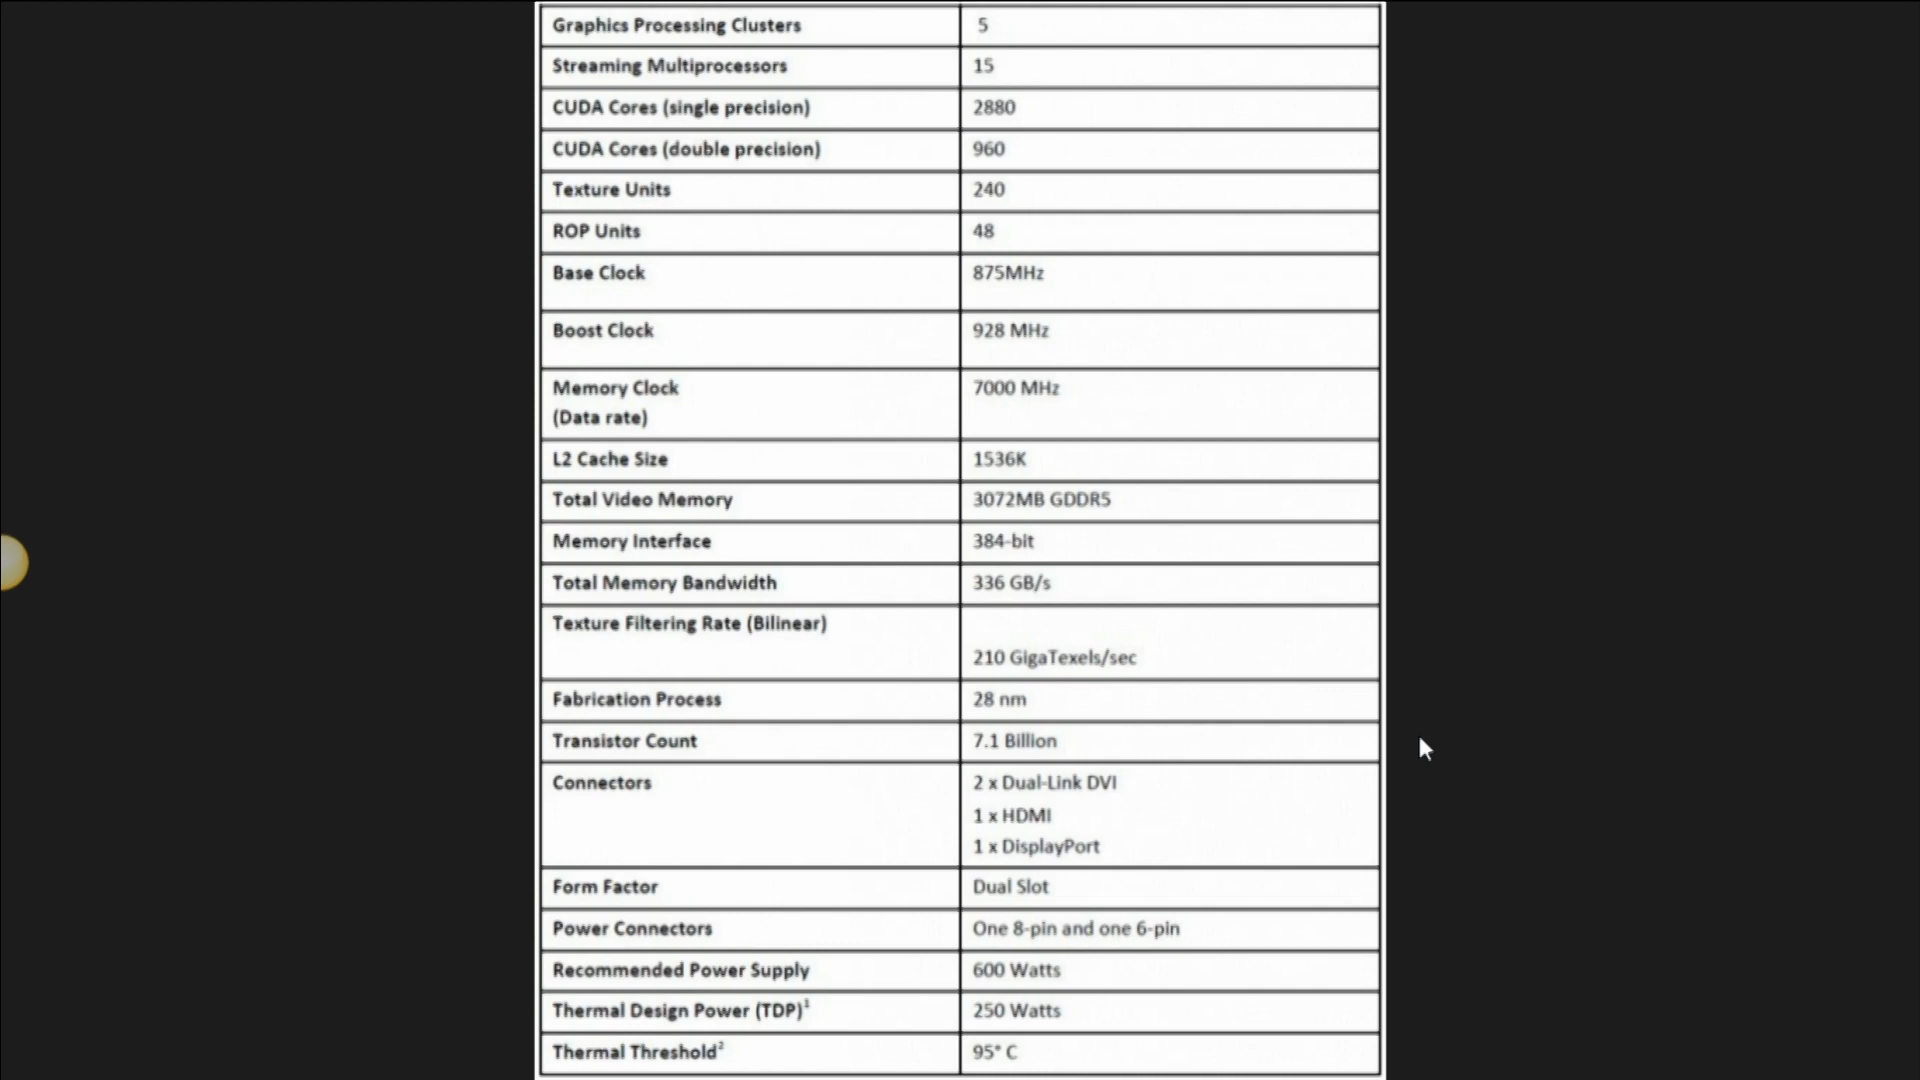 Graphics Processing Clusters 5
Streaming Multiprocessors 15
CUDA Cores (single precision) 2880
CUDA Cores (double precision) 960
Texture Units 240
ROP Units 48
Base Clock 875MHz
Boost Clock 928 MHz
Memory Clock 7000 MHz
(Data rate)
L2 Cache Size 1536K
Total Video Memory 3072MB GDDR5
Memory Interface 384-bit
Total Memory Bandwidth 336 GB/s
Texture Filtering Rate (Bilinear)
210 GigaTexels/sec
Fabrication Process 28 nm
Transistor Count 7.1 Billion
Connectors 2 x Dual-Link DVI
1 x HDMI
1 x DisplayPort
Form Factor Dual Slot
Power Connectors One 8-pin and one 6-pin
Recommended Power Supply 600 Watts
Thermal Design Power (TDP)¹ 250 Watts
Thermal Threshold² 95° C